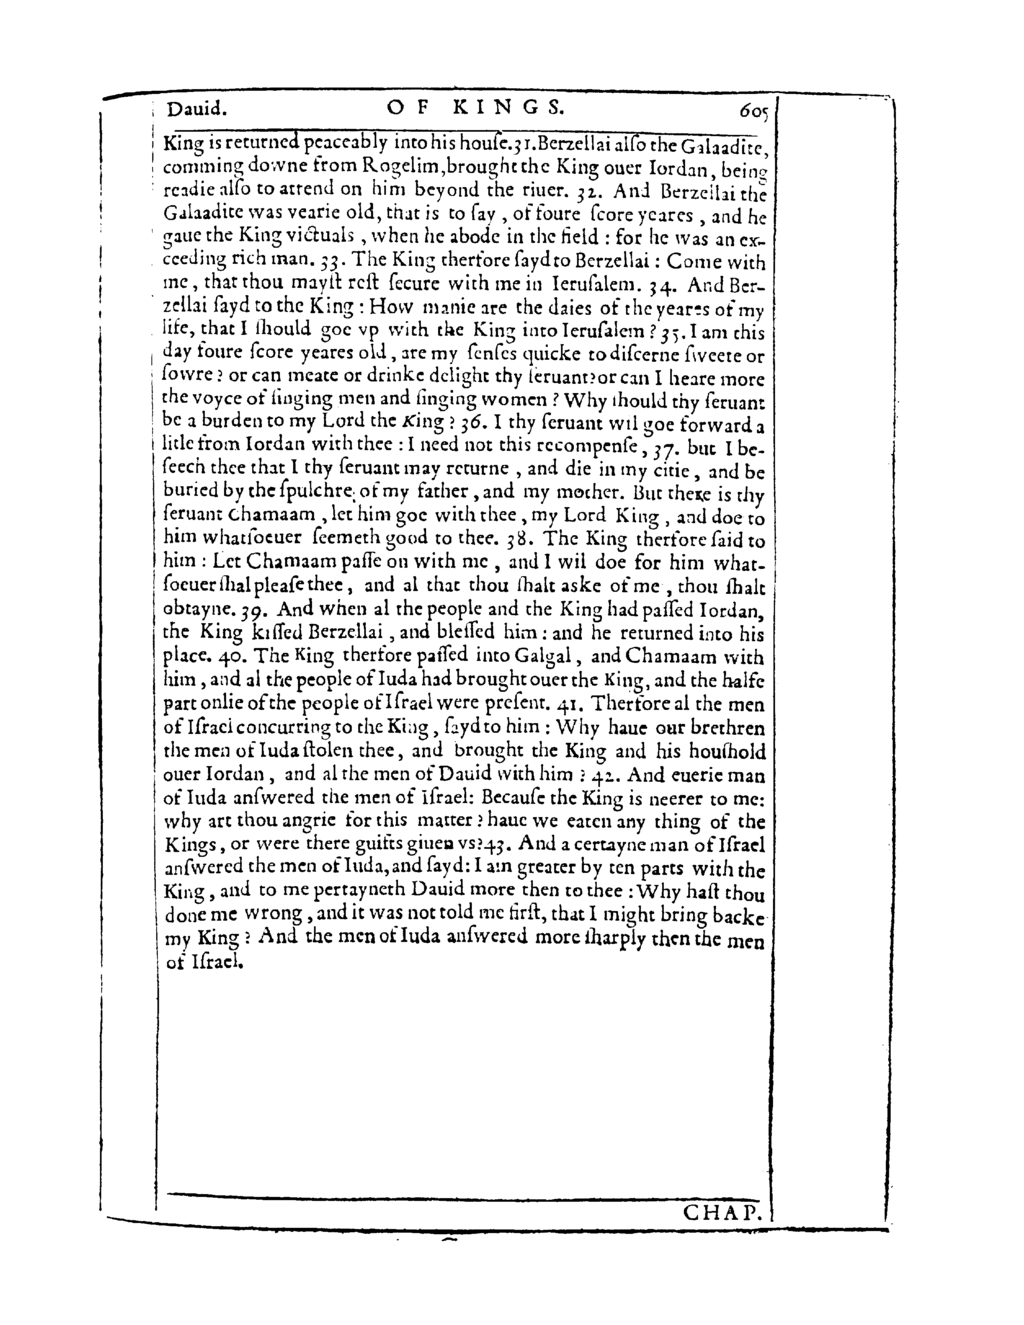 Dauid. OF KINGS. 605
King is returned peaceably into his houſe. 31. Berzellai alſo the Galaadite,
comming downe from Rogelim, brought the King ouer Iordan, being
readie alſo to attend on him beyond the riuer. 32. And Berzellai the
Galaadite was vearie old, that is to ſay, of foure ſcore yeares, and he
gaue the King victuals, when he abode in the field : for he was an ex-
ceeding rich man. 33. The King therfore ſayd to Berzellai : Come with
me, that thou mayſt reſt ſecure with me in Ieruſalem. 34. And Ber-
zellai ſayd to the King : How manie are the daies of the yeares of my
life, that I ſhould goe vp with the King into Ieruſalem ? 35. I am this
day foure ſcore yeares old, are my ſenſes quicke to diſcerne ſweete or
ſowre ? or can meate or drinke delight thy ſeruant? or can I heare more
the voyce of ſinging men and ſinging women ? Why ſhould thy ſeruant
be a burden to my Lord the King ? 36. I thy ſeruant wil goe forward a
litle from Iordan with thee : I need not this recompenſe, 37. but I be-
ſeech thee that I thy ſeruant may returne, and die in my citie, and be
buried by the ſpulchre, of my father, and my mother. But there is thy
ſeruant Chamaam, let him goe with thee, my Lord King, and doe to
him whatſoeuer ſeemeth good to thee. 38. The King therfore ſaid to
him : Let Chamaam paſſe on with me, and I wil doe for him what-
ſoeuer ſhal pleaſe thee, and al that thou ſhalt aske of me, thou ſhalt
obtayne. 39. And when al the people and the King had paſſed Iordan,
the King kiſſed Berzellai, and bleſſed him : and he returned into his
place. 40. The King therfore paſſed into Galgal, and Chamaam with
him, and al the people of Iuda had brought ouer the King, and the halfe
part onlie of the people of Iſrael were preſent. 41. Therfore al the men
of Iſrael concurring to the King, ſayd to him : Why haue our brethren
the men of Iuda ſtolen thee, and brought the King and his houſhold
ouer Iordan, and al the men of Dauid with him ? 42. And euerie man
of Iuda anſwered the men of Iſrael: Becauſe the King is neerer to me:
why art thou angrie for this matter ? haue we eaten any thing of the
Kings, or were there guifts giuen vs? 43. And a certayne man of Iſrael
anſwered the men of Iuda, and ſayd: I am greater by ten parts with the
King, and to me pertayneth Dauid more then to thee : Why haſt thou
done me wrong, and it was not told me firſt, that I might bring backe
my King ? And the men of Iuda anſwered more ſharply then the men
of Iſrael.
CHAP.